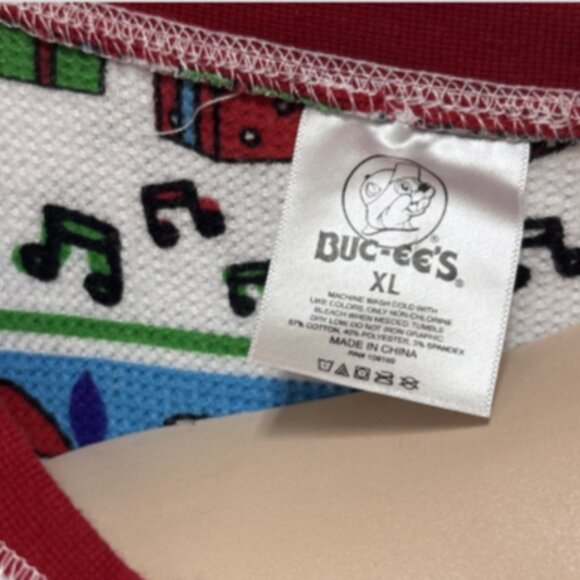 BUC-EE'S®
XL
MACHINE WASH COLD WITH
LIKE COLORS, ONLY NON-CHLORINE
BLEACH WHEN NEEDED. TUMBLE
DRY LOW. DO NOT IRON GRAPHIC
57% COTTON, 40% POLYESTER, 3% SPANDEX
MADE IN CHINA
RN#